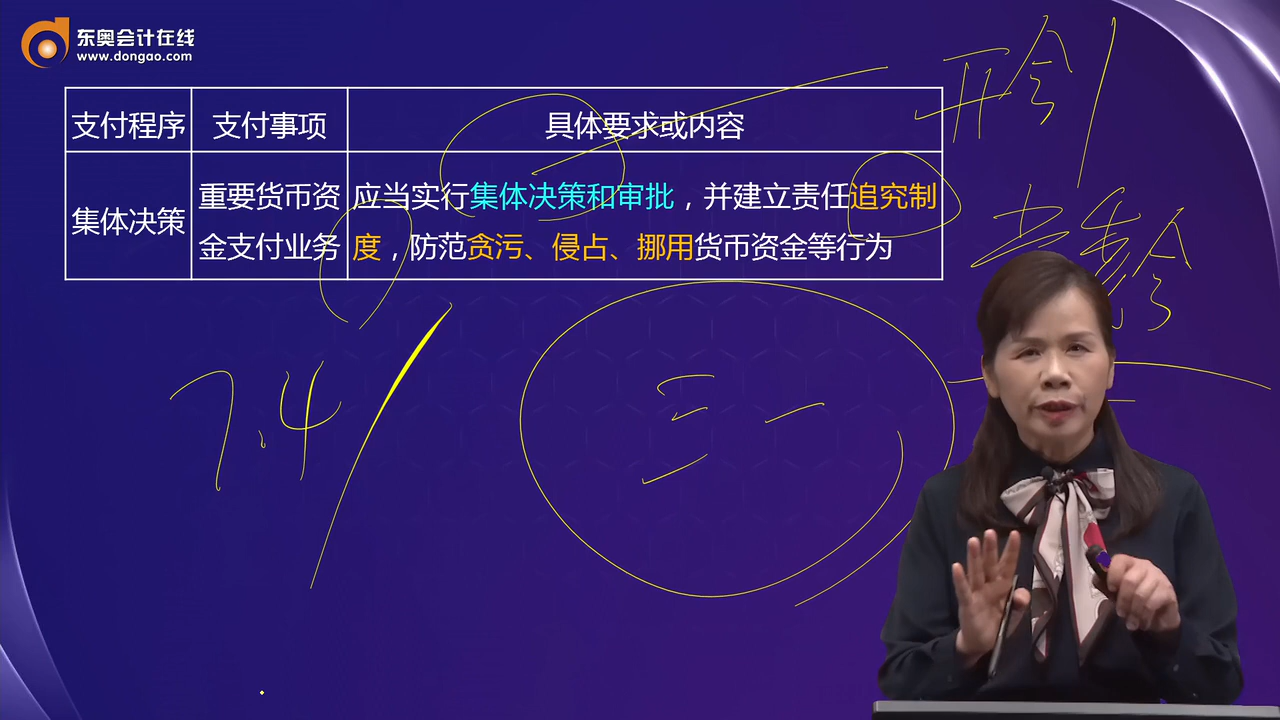 东奥会计在线
www.dongao.com
支付程序 支付事项 具体要求或内容
集体决策
重要货币资
金支付业务
应当实行集体决策和审批，并建立责任追究制
度，防范贪污、侵占、挪用货币资金等行为
开会
7.4
三一